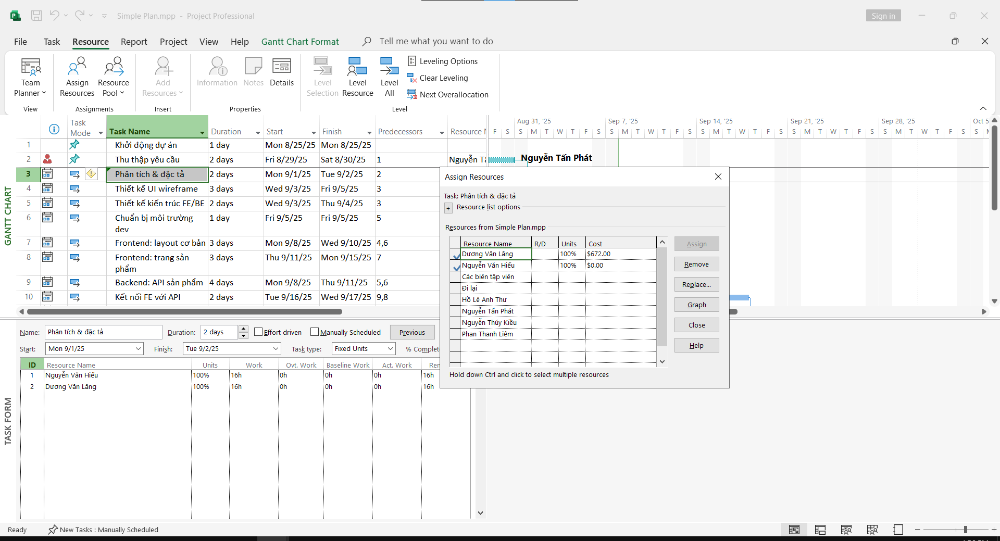 Simple Plan.mpp - Project Professional
Sign in
File Task Resource Report Project View Help Gantt Chart Format Tell me what you want to do
Team Planner
Assign Resources
Resource Pool
Add Resources
Information
Notes
Details
Level Selection
Level Resource
Level All
Leveling Options
Clear Leveling
Next Overallocation
View Assignments Insert Properties Level
GANTT CHART
Task Mode Task Name Duration Start Finish Predecessors Resource N
Aug 31, '25 Sep 7, '25 Sep 14, '25 Sep 21, '25 Sep 28, '25 Oct 5
F S S M T W T F S S M T W T F S S M T W T F S S M T W T F S S M T W T F S S M
1 Khởi động dự án 1 day Mon 8/25/25 Mon 8/25/25
2 Thu thập yêu cầu 2 days Fri 8/29/25 Sat 8/30/25 1 Nguyễn Tấ
Nguyễn Tấn Phát
3 Phân tích & đặc tả 2 days Mon 9/1/25 Tue 9/2/25 2
4 Thiết kế UI wireframe 3 days Wed 9/3/25 Fri 9/5/25 3
5 Thiết kế kiến trúc FE/BE 2 days Wed 9/3/25 Thu 9/4/25 3
6 Chuẩn bị môi trường dev 1 day Fri 9/5/25 Fri 9/5/25 5
7 Frontend: layout cơ bản 3 days Mon 9/8/25 Wed 9/10/25 4,6
8 Frontend: trang sản phẩm 3 days Thu 9/11/25 Mon 9/15/25 7
9 Backend: API sản phẩm 4 days Mon 9/8/25 Thu 9/11/25 5,6
10 Kết nối FE với API 2 days Tue 9/16/25 Wed 9/17/25 9,8
Assign Resources
Task: Phân tích & đặc tả
+ Resource list options
Resources from Simple Plan.mpp
Resource Name R/D Units Cost
Dương Văn Lăng 100% $672.00
Nguyễn Văn Hiếu 100% $0.00
Các biên tập viên
Đi lại
Hồ Lê Anh Thư
Nguyễn Tấn Phát
Nguyễn Thúy Kiều
Phan Thanh Liêm
Assign
Remove
Replace...
Graph
Close
Help
Hold down Ctrl and click to select multiple resources
TASK FORM
Name: Phân tích & đặc tả Duration: 2 days Effort driven Manually Scheduled Previous
Start: Mon 9/1/25 Finish: Tue 9/2/25 Task type: Fixed Units % Complet
ID Resource Name Units Work Ovt. Work Baseline Work Act. Work Rem
1 Nguyễn Văn Hiếu 100% 16h 0h 0h 0h 16h
2 Dương Văn Lăng 100% 16h 0h 0h 0h 16h
Ready New Tasks : Manually Scheduled